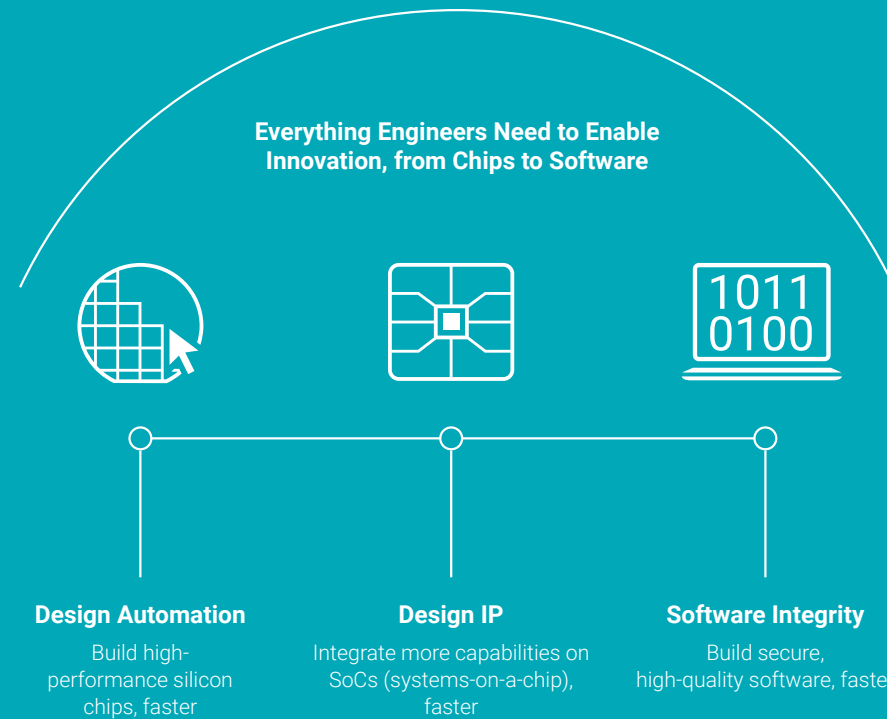 Everything Engineers Need to Enable
Innovation, from Chips to Software
1011
0100
Design Automation
Build high-
performance silicon
chips, faster
Design IP
Integrate more capabilities on
SoCs (systems-on-a-chip),
faster
Software Integrity
Build secure,
high-quality software, faste